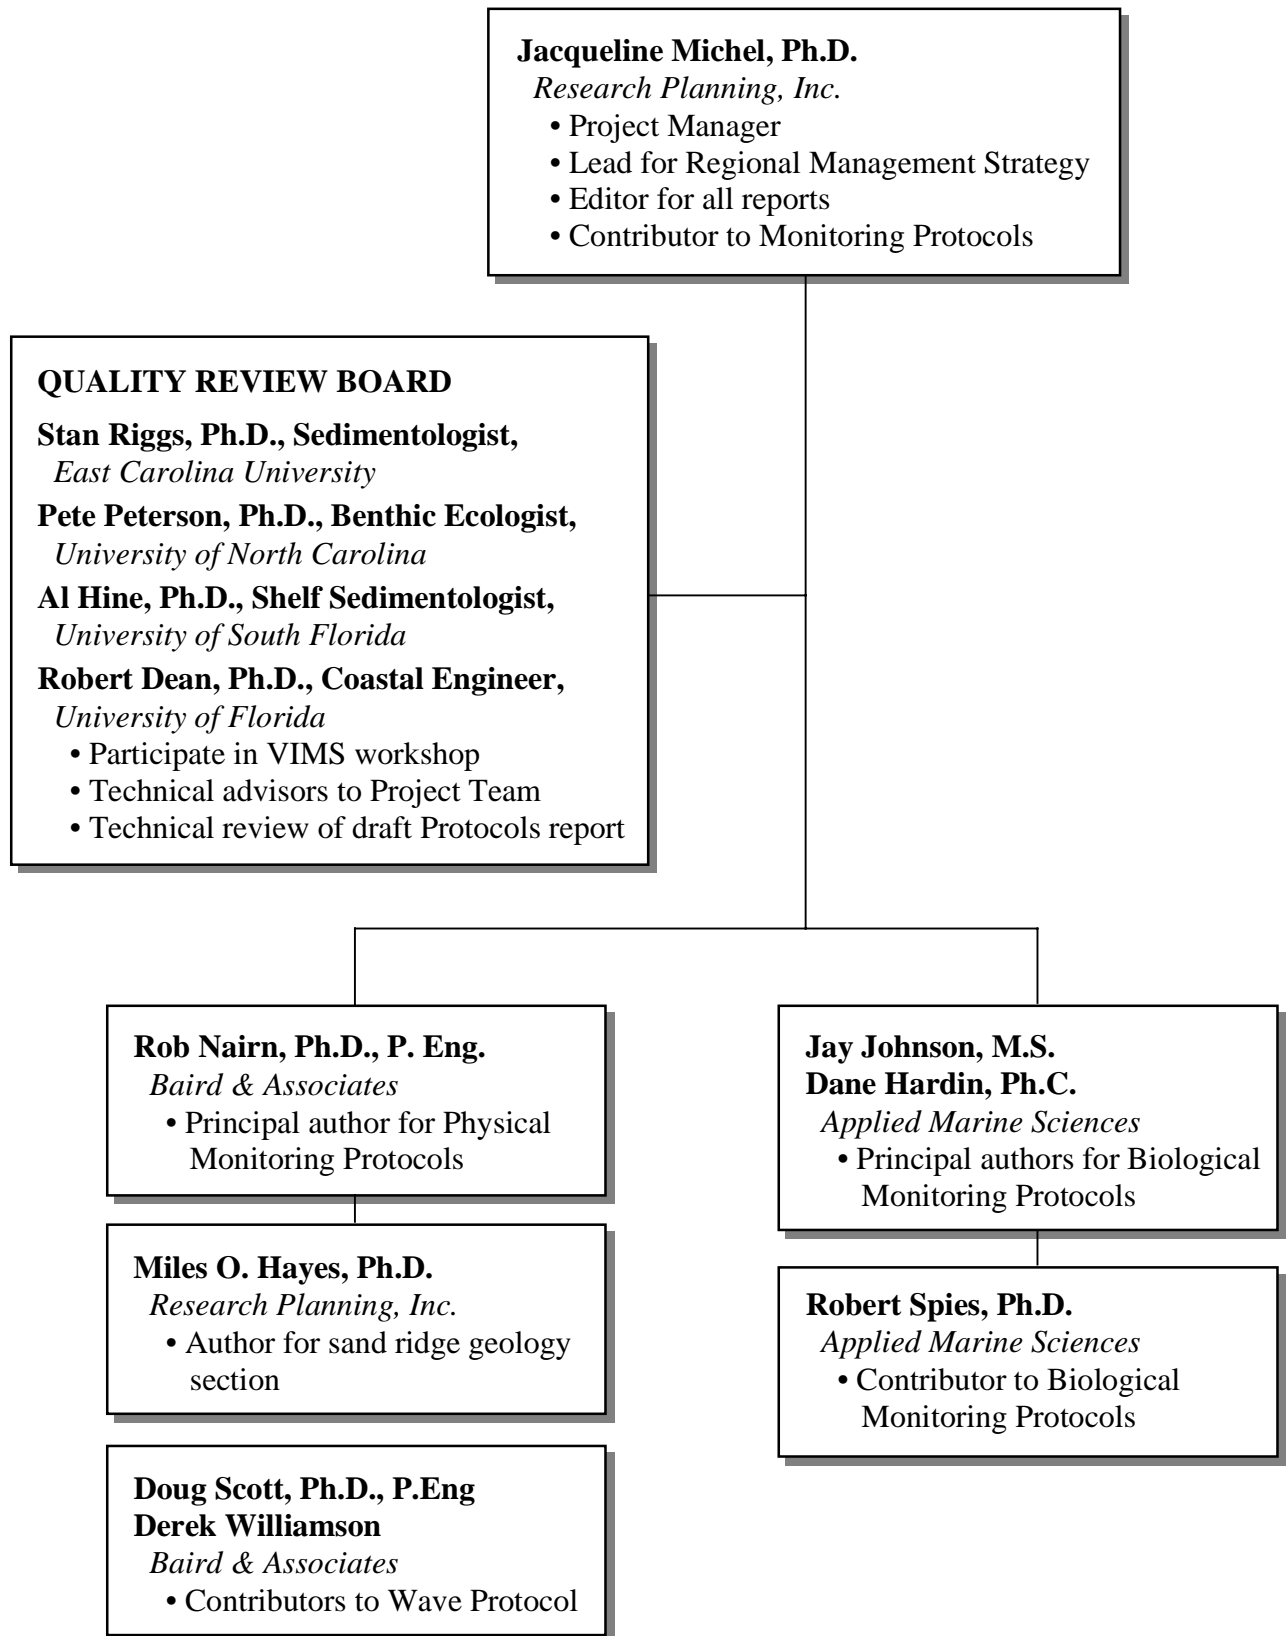 Jacqueline Michel, Ph.D.
Research Planning, Inc.
• Project Manager
• Lead for Regional Management Strategy
• Editor for all reports
• Contributor to Monitoring Protocols
QUALITY REVIEW BOARD
Stan Riggs, Ph.D., Sedimentologist,
East Carolina University
Pete Peterson, Ph.D., Benthic Ecologist,
University of North Carolina
Al Hine, Ph.D., Shelf Sedimentologist,
University of South Florida
Robert Dean, Ph.D., Coastal Engineer,
University of Florida
• Participate in VIMS workshop
• Technical advisors to Project Team
• Technical review of draft Protocols report
Rob Nairn, Ph.D., P. Eng.
Baird & Associates
• Principal author for Physical
Monitoring Protocols
Miles O. Hayes, Ph.D.
Research Planning, Inc.
• Author for sand ridge geology
section
Doug Scott, Ph.D., P.Eng
Derek Williamson
Baird & Associates
• Contributors to Wave Protocol
Jay Johnson, M.S.
Dane Hardin, Ph.C.
Applied Marine Sciences
• Principal authors for Biological
Monitoring Protocols
Robert Spies, Ph.D.
Applied Marine Sciences
• Contributor to Biological
Monitoring Protocols